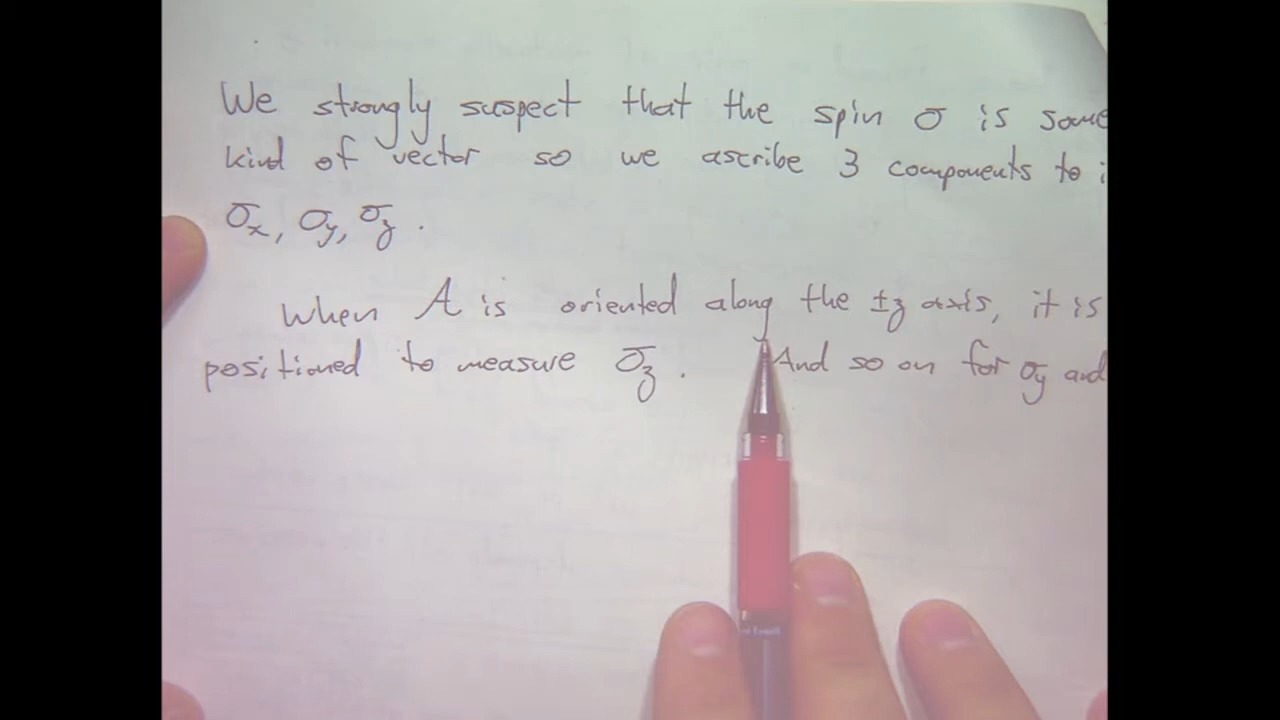 We strongly suspect that the spin σ is some
kind of vector so we ascribe 3 components to
σx, σy, σz.
When A is oriented along the ±z axis, it is
positioned to measure σz. And so on for σy and